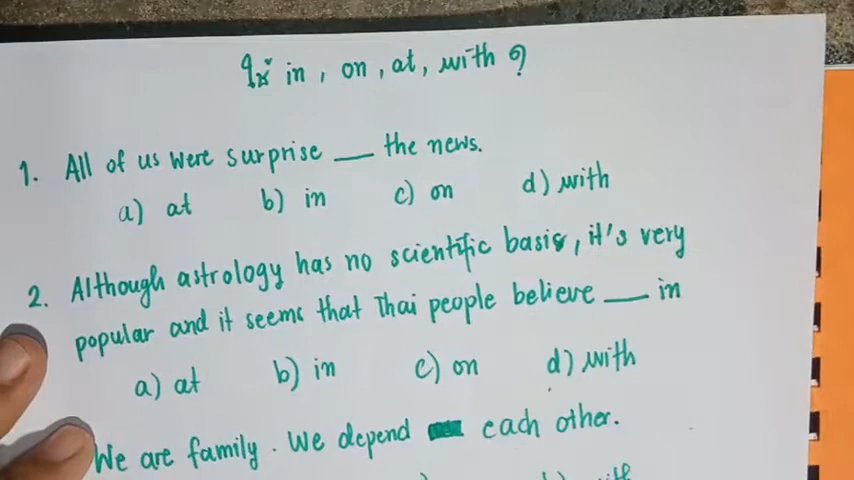 ใช้ in , on , at , with ?
1. All of us were surprise ___ the news.
a) at b) in c) on d) with
2. Although astrology has no scientific basis, it's very
popular and it seems that Thai people believe ___ in
a) at b) in c) on d) with
We are family. We depend each other.